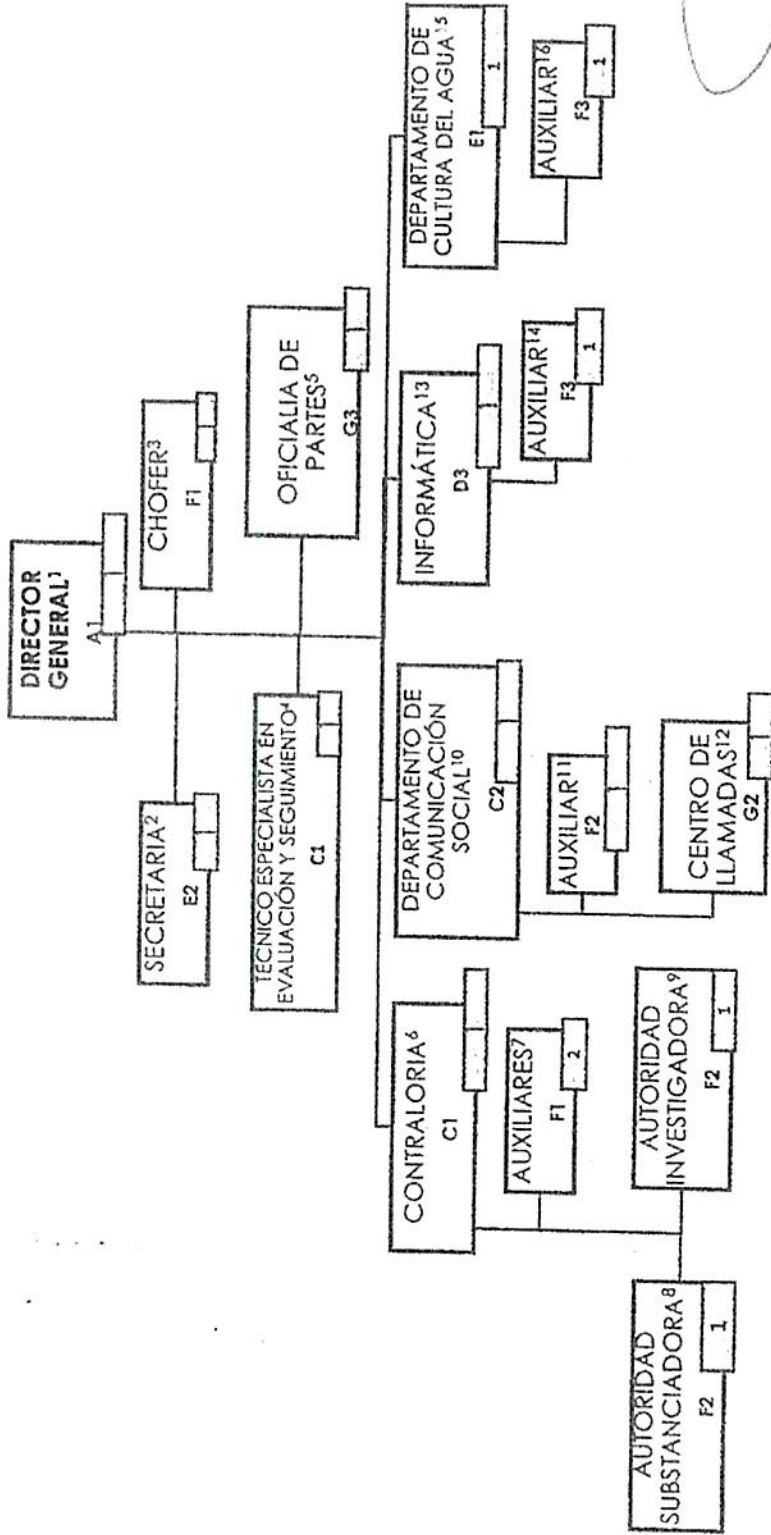 DIRECTOR
GENERAL¹
A1
SECRETARIA²
E2
CHOFER³
F1
TECNICO ESPECIALISTA EN
EVALUACIÓN Y SEGUIMIENTO⁴
C1
OFICIALIA DE
PARTES⁵
G3
CONTRALORIA⁶
C1
AUXILIARES⁷
F1
2
AUTORIDAD
SUBSTANCIADORA⁸
F2
1
AUTORIDAD
INVESTIGADORA⁹
F2
1
DEPARTAMENTO DE
COMUNICACIÓN
SOCIAL¹⁰
C2
AUXILIAR¹¹
F2
CENTRO DE
LLAMADAS¹²
G2
INFORMÁTICA¹³
D3
AUXILIAR¹⁴
F3
1
DEPARTAMENTO DE
CULTURA DEL AGUA¹⁵
E1
1
AUXILIAR¹⁶
F3
1